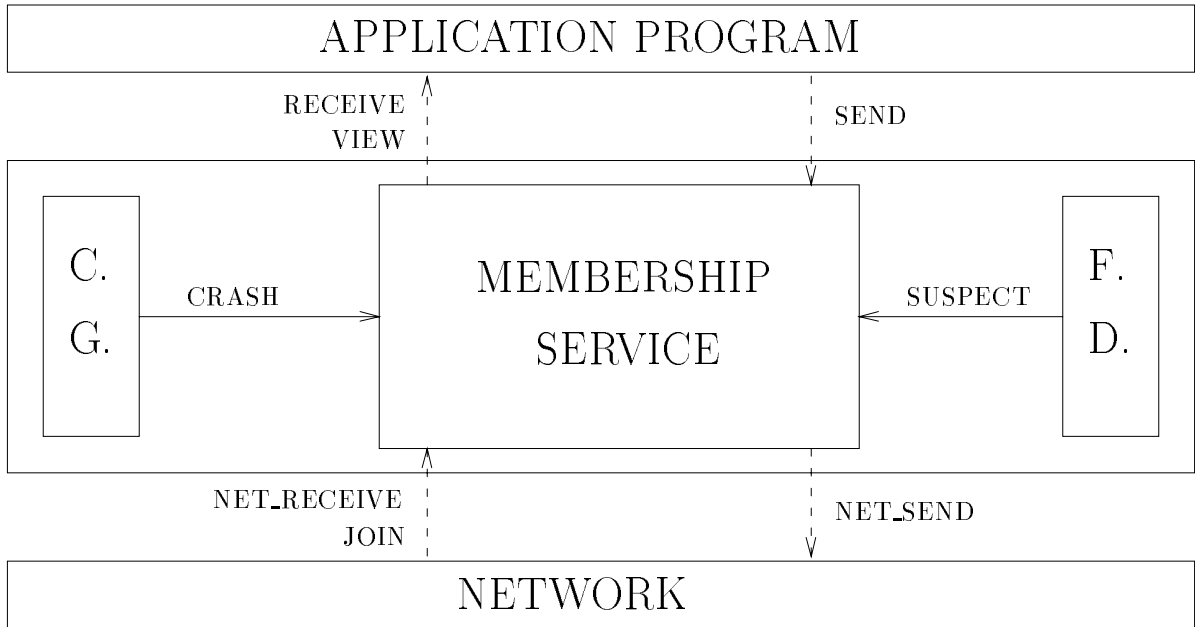 APPLICATION PROGRAM
RECEIVE
VIEW
SEND
C.
G.
CRASH
MEMBERSHIP
SERVICE
SUSPECT
F.
D.
NET_RECEIVE
JOIN
NET_SEND
NETWORK